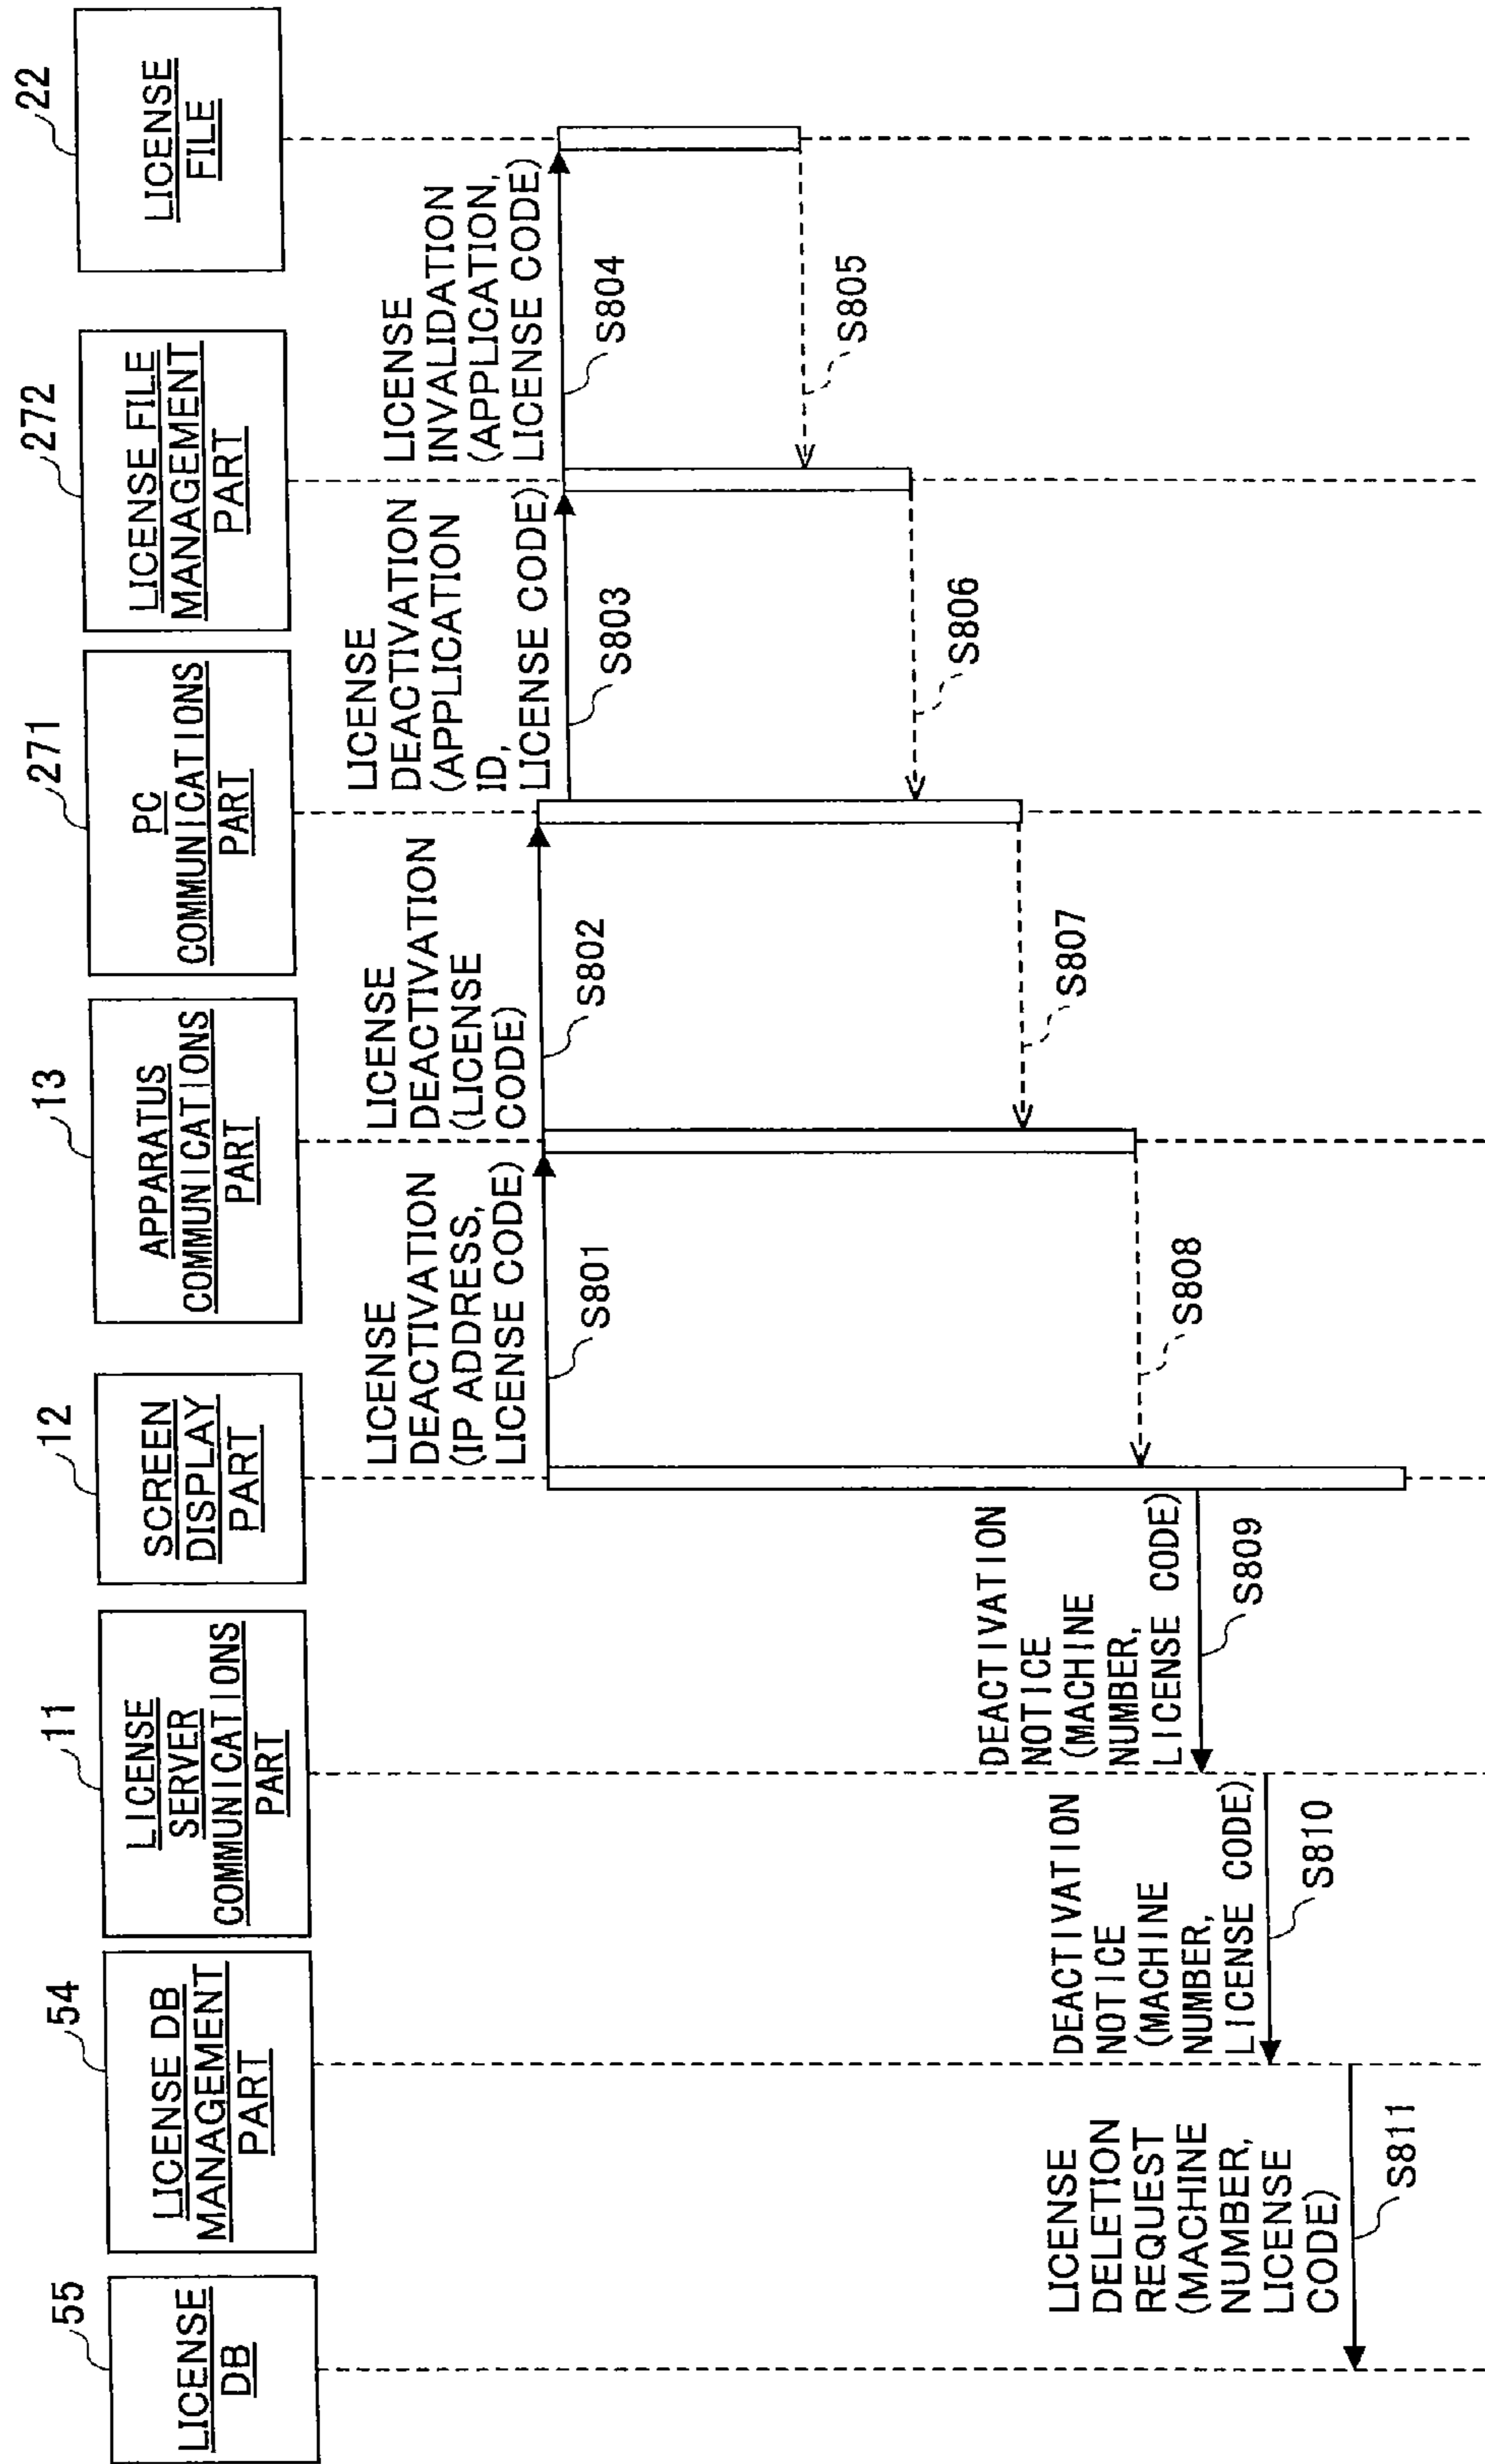 55
LICENSE
DB
54
LICENSE DB
MANAGEMENT
PART
11
LICENSE
SERVER
COMMUNICATIONS
PART
12
SCREEN
DISPLAY
PART
13
APPARATUS
COMMUNICATIONS
PART
271
PC
COMMUNICATIONS
PART
272
LICENSE FILE
MANAGEMENT
PART
22
LICENSE
FILE
LICENSE
DEACTIVATION
(IP ADDRESS,
LICENSE CODE)
S801
LICENSE
DEACTIVATION
(LICENSE
CODE)
S802
LICENSE
DEACTIVATION
(APPLICATION
ID,
LICENSE CODE)
S803
LICENSE
INVALIDATION
(APPLICATION,
LICENSE CODE)
S804
S805
S806
S807
S808
DEACTIVATION
NOTICE
(MACHINE
NUMBER,
LICENSE CODE)
S809
DEACTIVATION
NOTICE
(MACHINE
NUMBER,
LICENSE CODE)
S810
LICENSE
DELETION
REQUEST
(MACHINE
NUMBER,
LICENSE
CODE)
S811